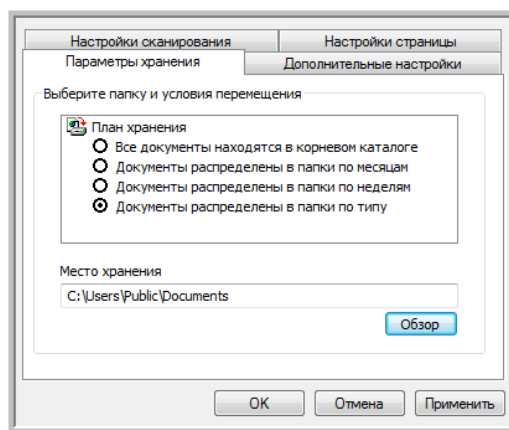 Настройки сканирования
Настройки страницы
Параметры хранения
Дополнительные настройки
Выберите папку и условия перемещения
План хранения
Все документы находятся в корневом каталоге
Документы распределены в папки по месяцам
Документы распределены в папки по неделям
Документы распределены в папки по типу
Место хранения
C:\Users\Public\Documents
Обзор
OK
Отмена
Применить